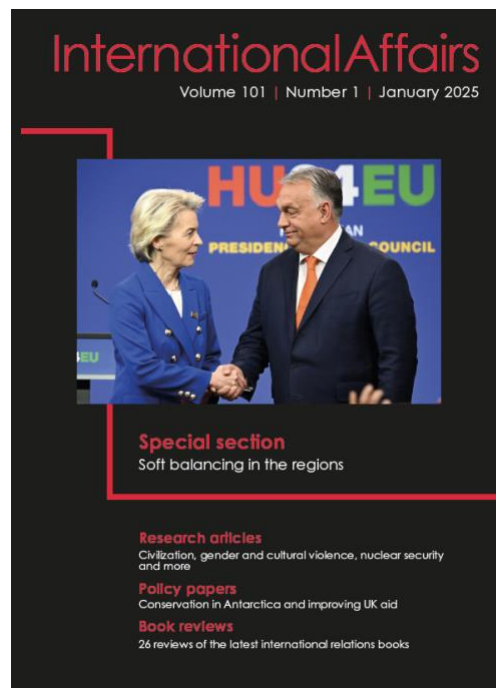 InternationalAffairs
Volume 101 | Number 1 | January 2025
HU 4EU
AN
PRESIDEN COUNCIL
4EU
Special section
Soft balancing in the regions
Research articles
Civilization, gender and cultural violence, nuclear security
and more
Policy papers
Conservation in Antarctica and improving UK aid
Book reviews
26 reviews of the latest international relations books